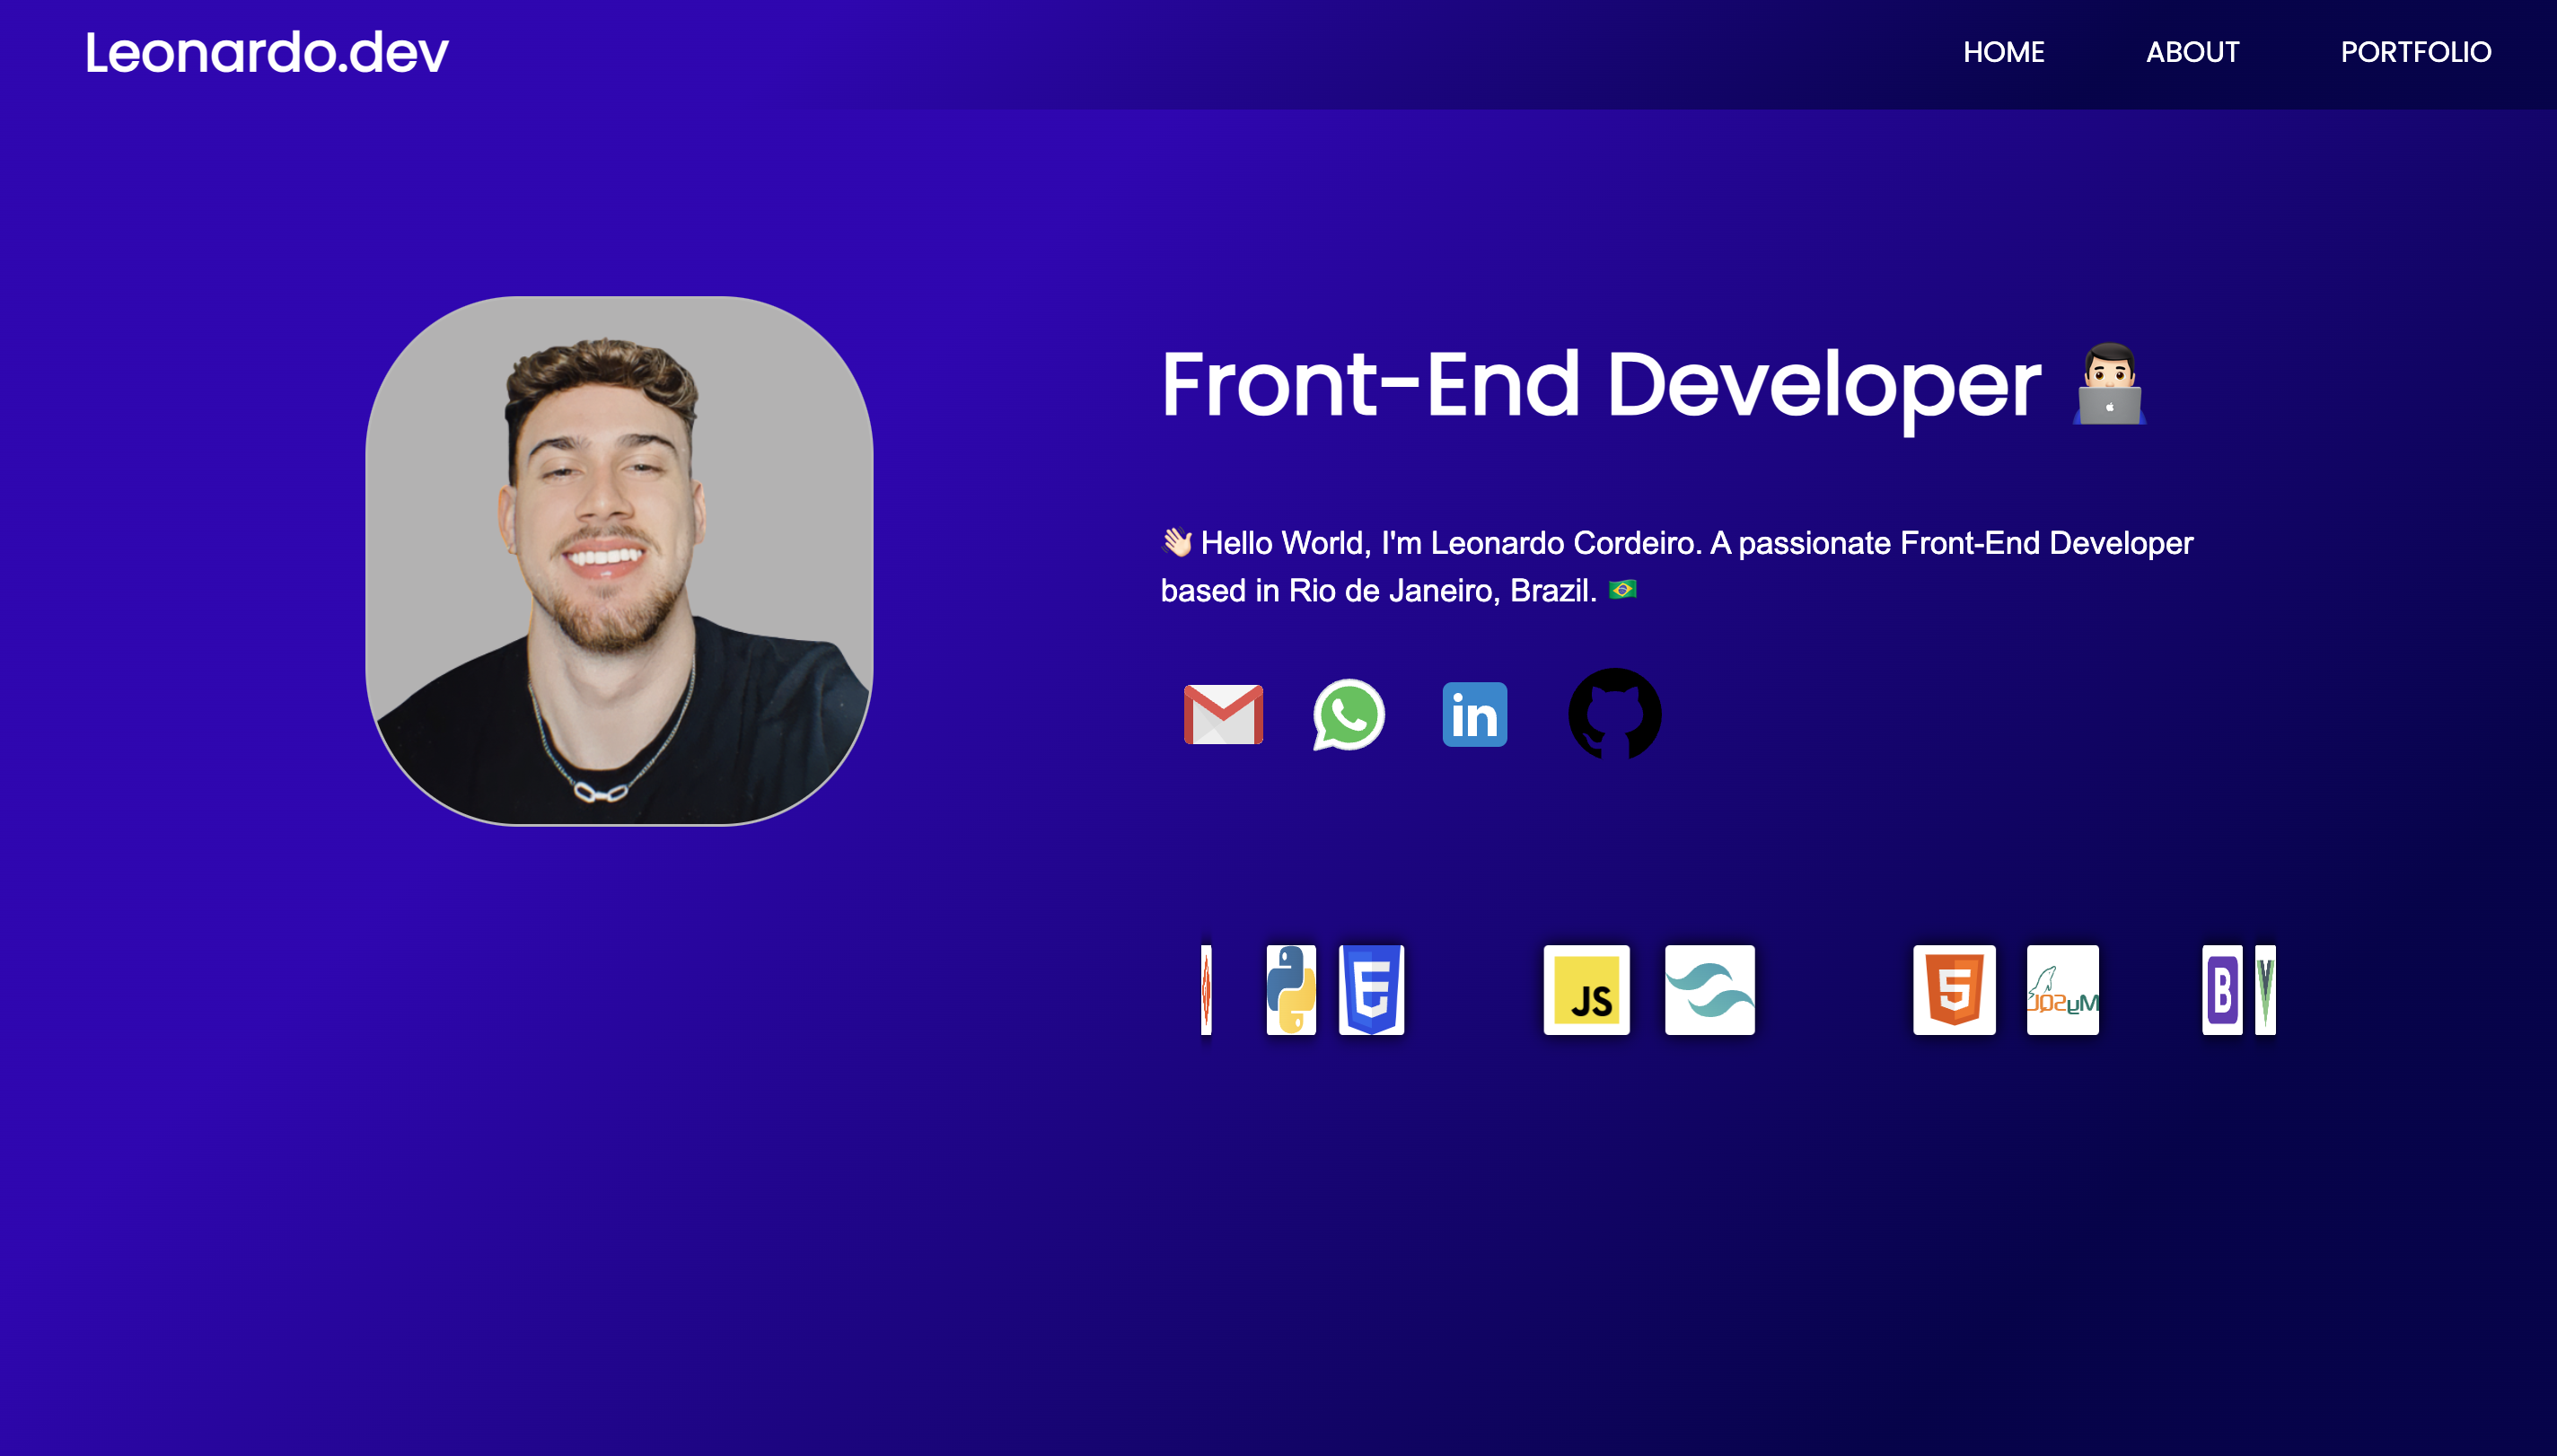 Leonardo.dev
HOME
ABOUT
PORTFOLIO
Front-End Developer 👨🏻‍💻
👋🏻 Hello World, I'm Leonardo Cordeiro. A passionate Front-End Developer
based in Rio de Janeiro, Brazil. 🇧🇷
in
JS
5
MySQL
B